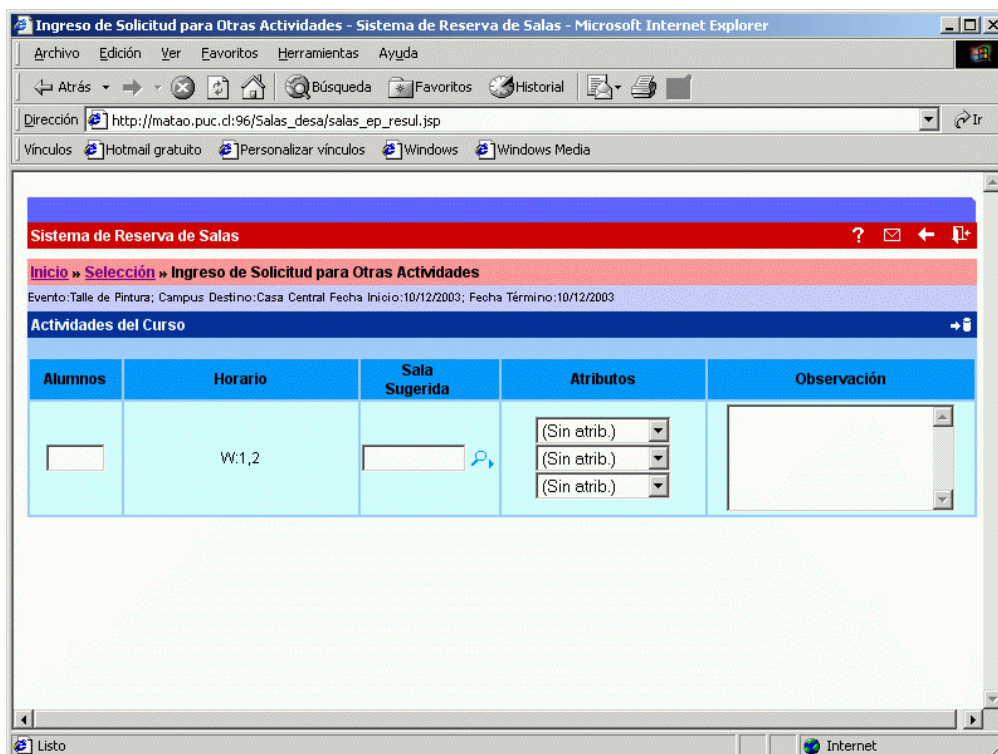 Ingreso de Solicitud para Otras Actividades - Sistema de Reserva de Salas - Microsoft Internet Explorer
Archivo Edición Ver Favoritos Herramientas Ayuda
Atrás Búsqueda Favoritos Historial
Dirección http://matao.puc.cl:96/Salas_desa/salas_ep_resul.jsp Ir
Vínculos Hotmail gratuito Personalizar vínculos Windows Windows Media
Sistema de Reserva de Salas ?
Inicio » Selección » Ingreso de Solicitud para Otras Actividades
Evento:Talle de Pintura; Campus Destino:Casa Central Fecha Inicio:10/12/2003; Fecha Término:10/12/2003
Actividades del Curso
Alumnos Horario Sala Sugerida Atributos Observación
W:1,2
(Sin atrib.)
(Sin atrib.)
(Sin atrib.)
Listo Internet